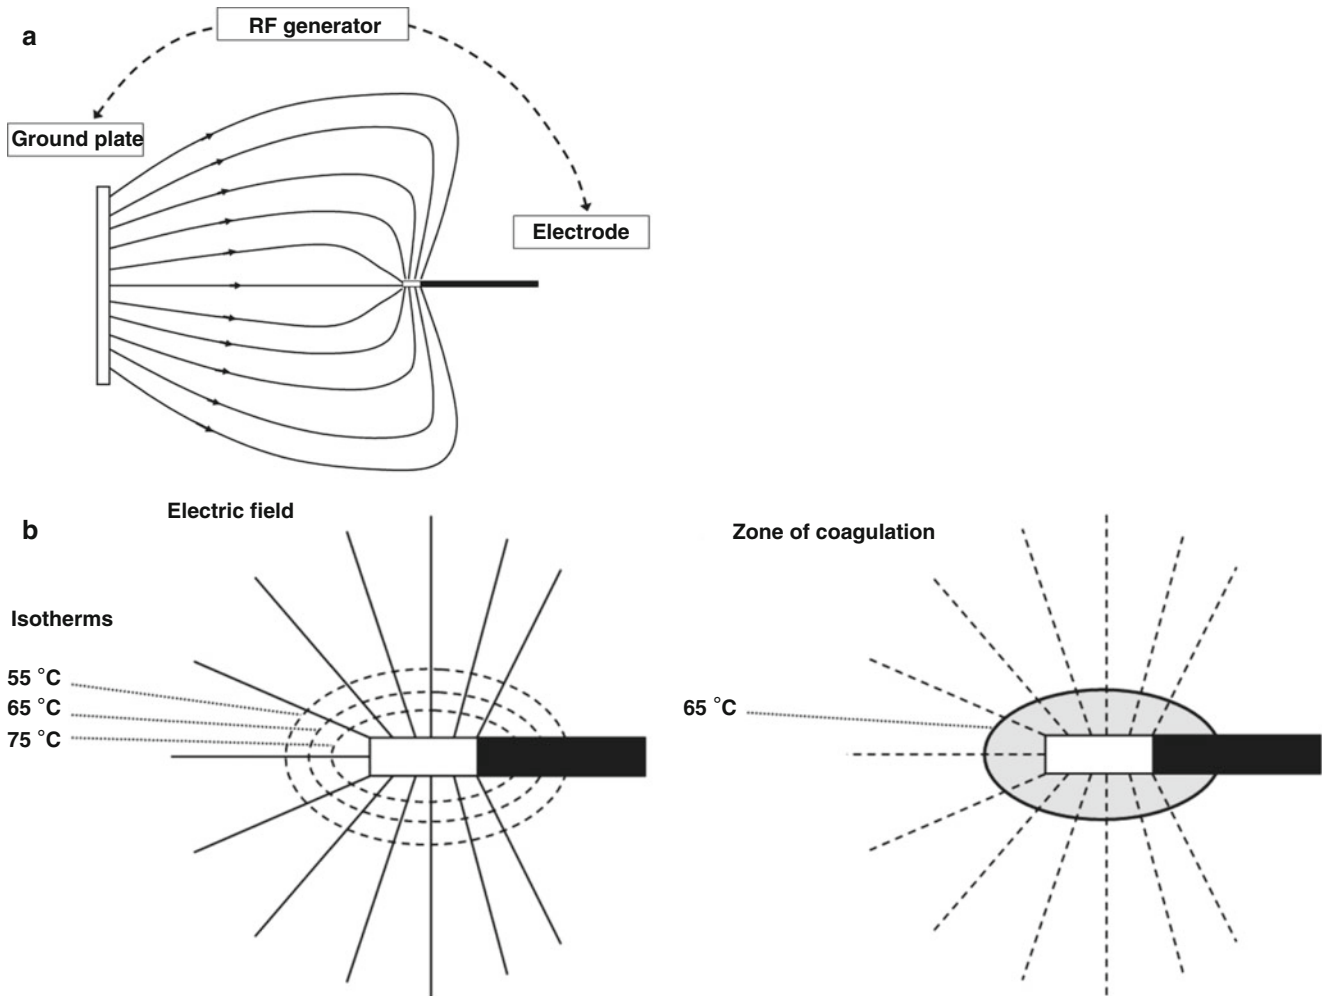 a
RF generator
Ground plate
Electrode
b
Electric field
Zone of coagulation
Isotherms
55 °C
65 °C
75 °C
65 °C